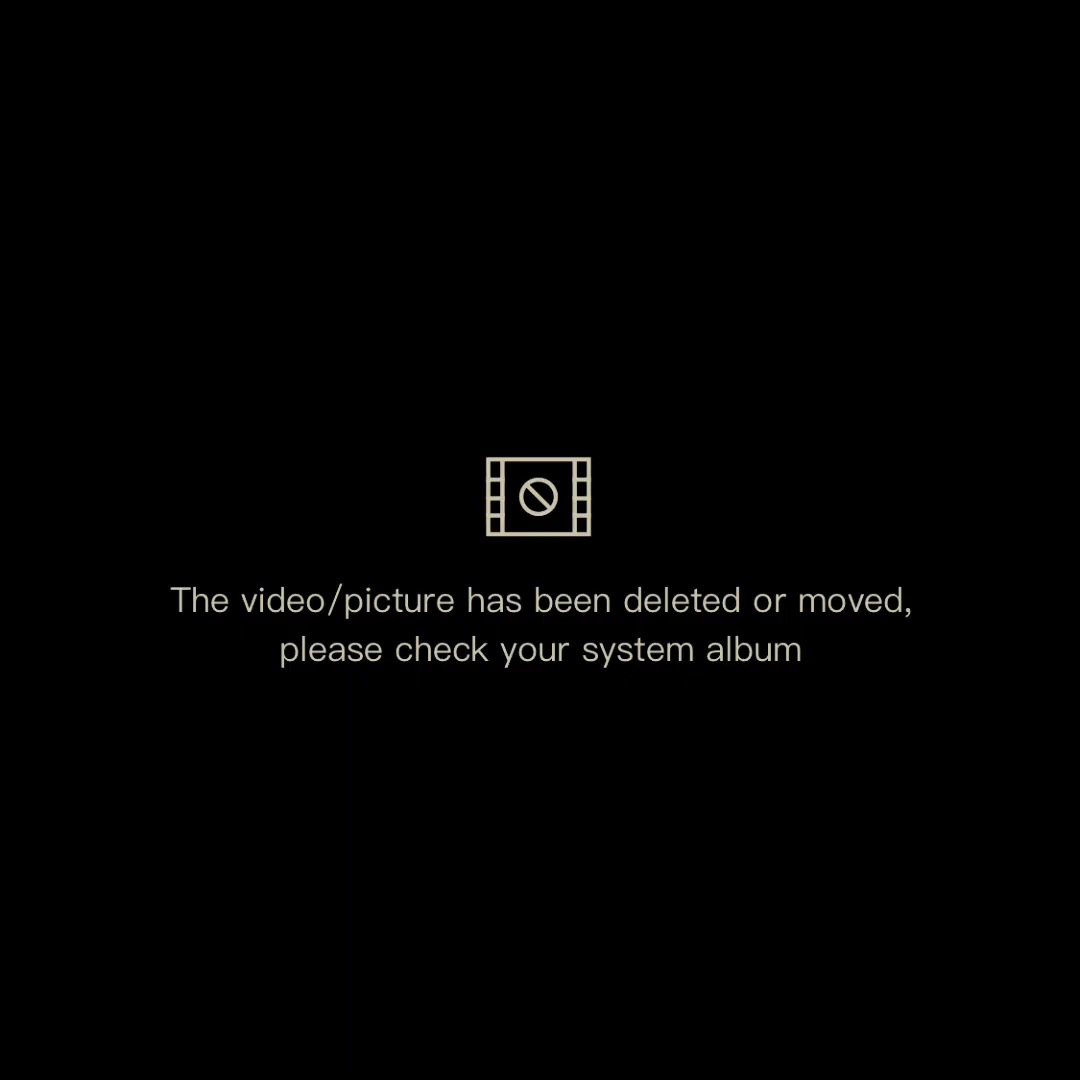 The video/picture has been deleted or moved,
please check your system album